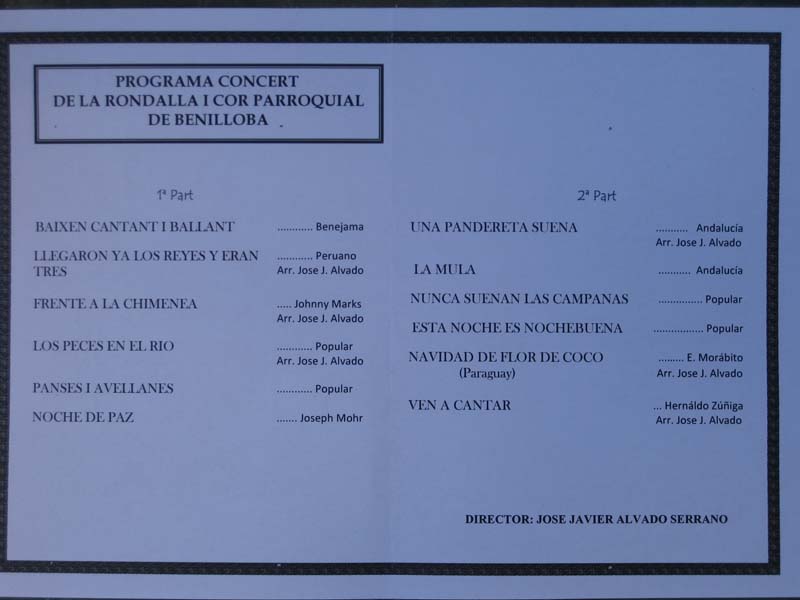 PROGRAMA CONCERT
DE LA RONDALLA I COR PARROQUIAL
DE BENILLOBA
1ª Part
BAIXEN CANTANT I BALLANT ............ Benejama
LLEGARON YA LOS REYES Y ERAN ............ Peruano
TRES Arr. Jose J. Alvado
FRENTE A LA CHIMENEA ..... Johnny Marks
Arr. Jose J. Alvado
LOS PECES EN EL RIO ............ Popular
Arr. Jose J. Alvado
PANSES I AVELLANES ............ Popular
NOCHE DE PAZ ....... Joseph Mohr
2ª Part
UNA PANDERETA SUENA ........... Andalucía
Arr. Jose J. Alvado
LA MULA ........... Andalucía
NUNCA SUENAN LAS CAMPANAS ............... Popular
ESTA NOCHE ES NOCHEBUENA ................. Popular
NAVIDAD DE FLOR DE COCO ......... E. Morábito
(Paraguay) Arr. Jose J. Alvado
VEN A CANTAR ... Hernáldo Zúñiga
Arr. Jose J. Alvado
DIRECTOR: JOSE JAVIER ALVADO SERRANO